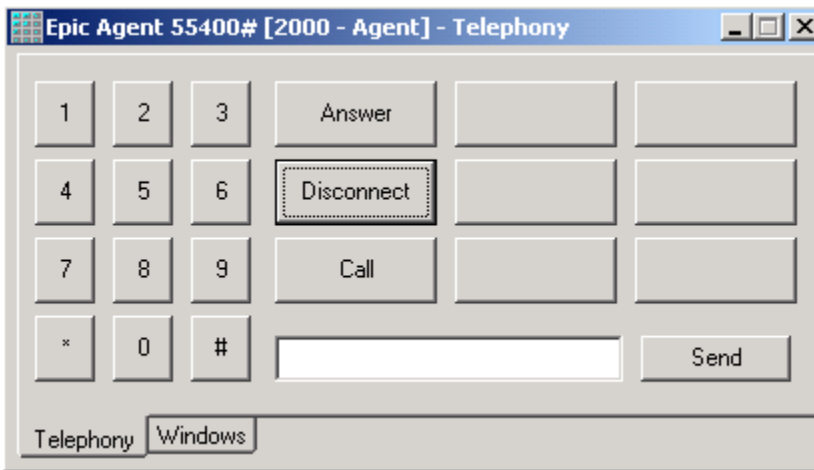 Epic Agent 55400# [2000 - Agent] - Telephony
1 2 3 Answer
4 5 6 Disconnect
7 8 9 Call
* 0 # Send
Telephony Windows